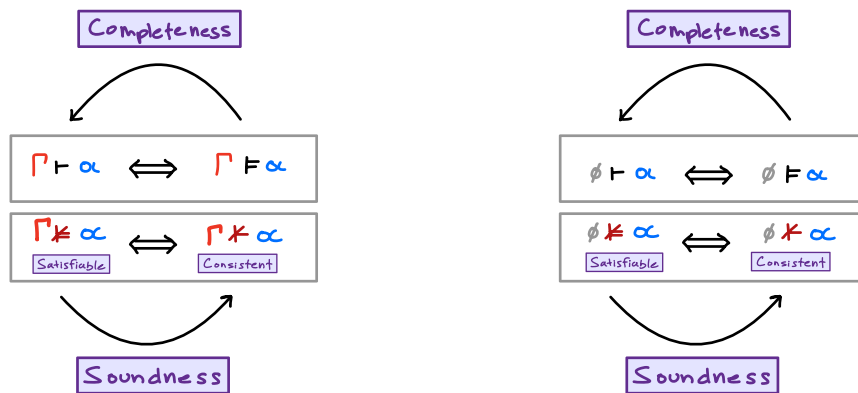 Completeness
Completeness
Γ ⊢ α ⟺ Γ ⊨ α
ϕ ⊢ α ⟺ ϕ ⊨ α
Γ ⊭ α ⟺ Γ ⊬ α
ϕ ⊭ α ⟺ ϕ ⊬ α
Satisfiable
Consistent
Satisfiable
Consistent
Soundness
Soundness